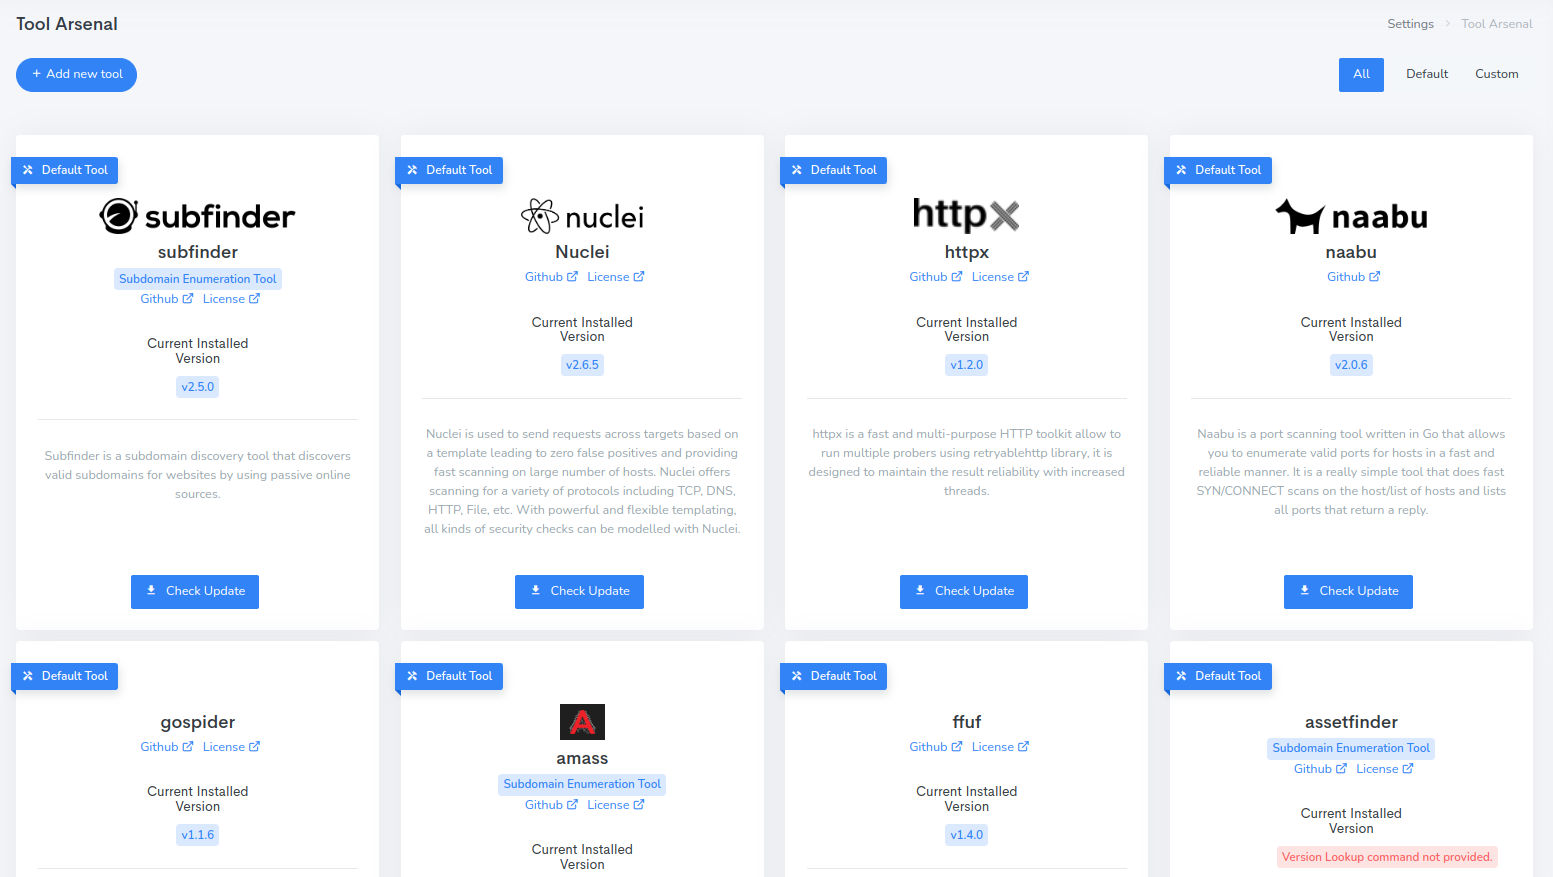 Tool Arsenal
Settings > Tool Arsenal
+ Add new tool
All Default Custom
Default Tool
subfinder
subfinder
Subdomain Enumeration Tool
Github License
Current Installed
Version
v2.5.0
Subfinder is a subdomain discovery tool that discovers
valid subdomains for websites by using passive online
sources.
Check Update
Default Tool
nuclei
Nuclei
Github License
Current Installed
Version
v2.6.5
Nuclei is used to send requests across targets based on
a template leading to zero false positives and providing
fast scanning on large number of hosts. Nuclei offers
scanning for a variety of protocols including TCP, DNS,
HTTP, File, etc. With powerful and flexible templating,
all kinds of security checks can be modelled with Nuclei.
Check Update
Default Tool
httpx
httpx
Github License
Current Installed
Version
v1.2.0
httpx is a fast and multi-purpose HTTP toolkit allow to
run multiple probers using retryablehttp library, it is
designed to maintain the result reliability with increased
threads.
Check Update
Default Tool
naabu
naabu
Github
Current Installed
Version
v2.0.6
Naabu is a port scanning tool written in Go that allows
you to enumerate valid ports for hosts in a fast and
reliable manner. It is a really simple tool that does fast
SYN/CONNECT scans on the host/list of hosts and lists
all ports that return a reply.
Check Update
Default Tool
gospider
Github License
Current Installed
Version
v1.1.6
Default Tool
A
amass
Subdomain Enumeration Tool
Github License
Current Installed
Version
Default Tool
ffuf
Github License
Current Installed
Version
v1.4.0
Default Tool
assetfinder
Subdomain Enumeration Tool
Github License
Current Installed
Version
Version Lookup command not provided.